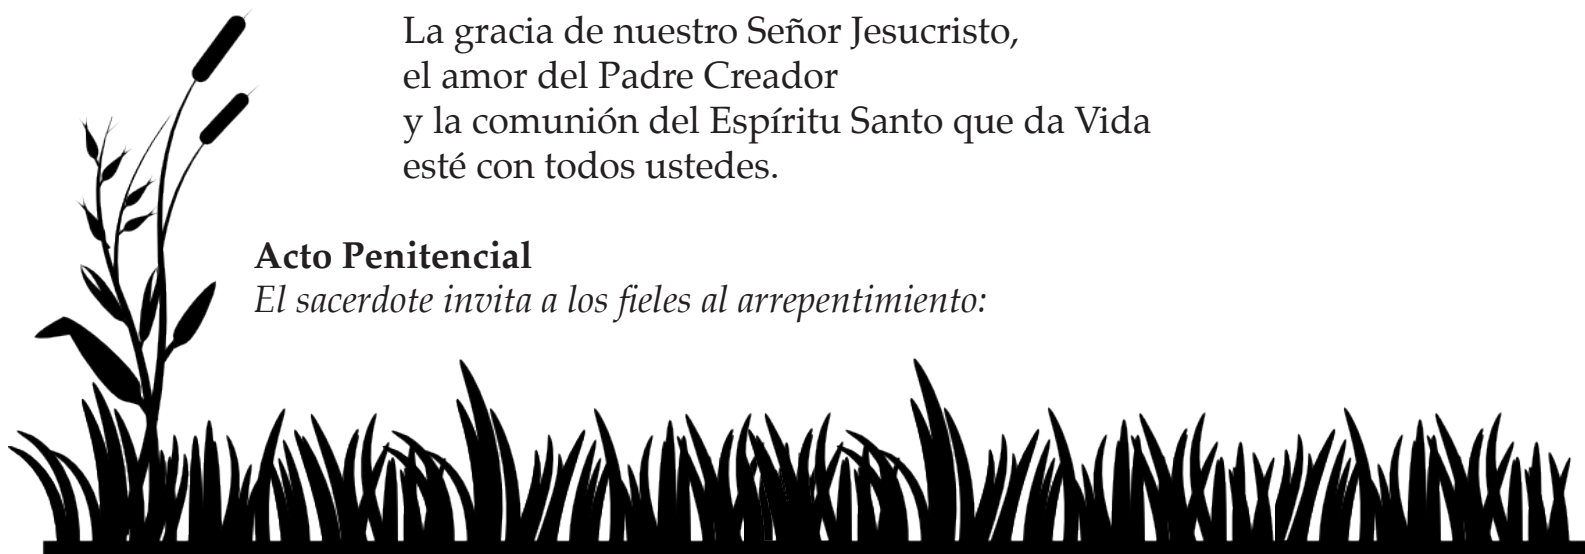 La gracia de nuestro Señor Jesucristo,
el amor del Padre Creador
y la comunión del Espíritu Santo que da Vida
esté con todos ustedes.
Acto Penitencial
El sacerdote invita a los fieles al arrepentimiento: